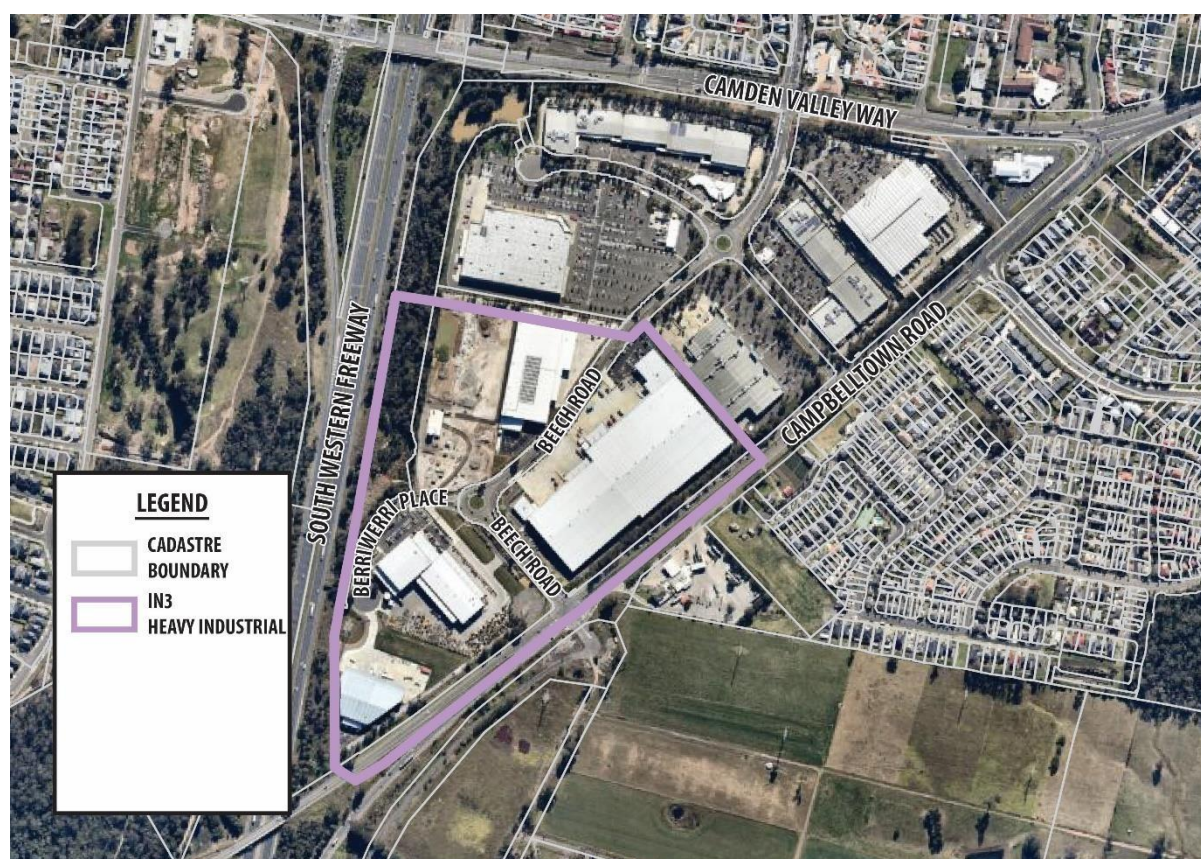 CAMDEN VALLEY WAY
SOUTH WESTERN FREEWAY
CAMPBELLTOWN ROAD
BEECH ROAD
BERRIWERRI PLACE
BEECH ROAD
LEGEND
CADASTRE
BOUNDARY
IN3
HEAVY INDUSTRIAL